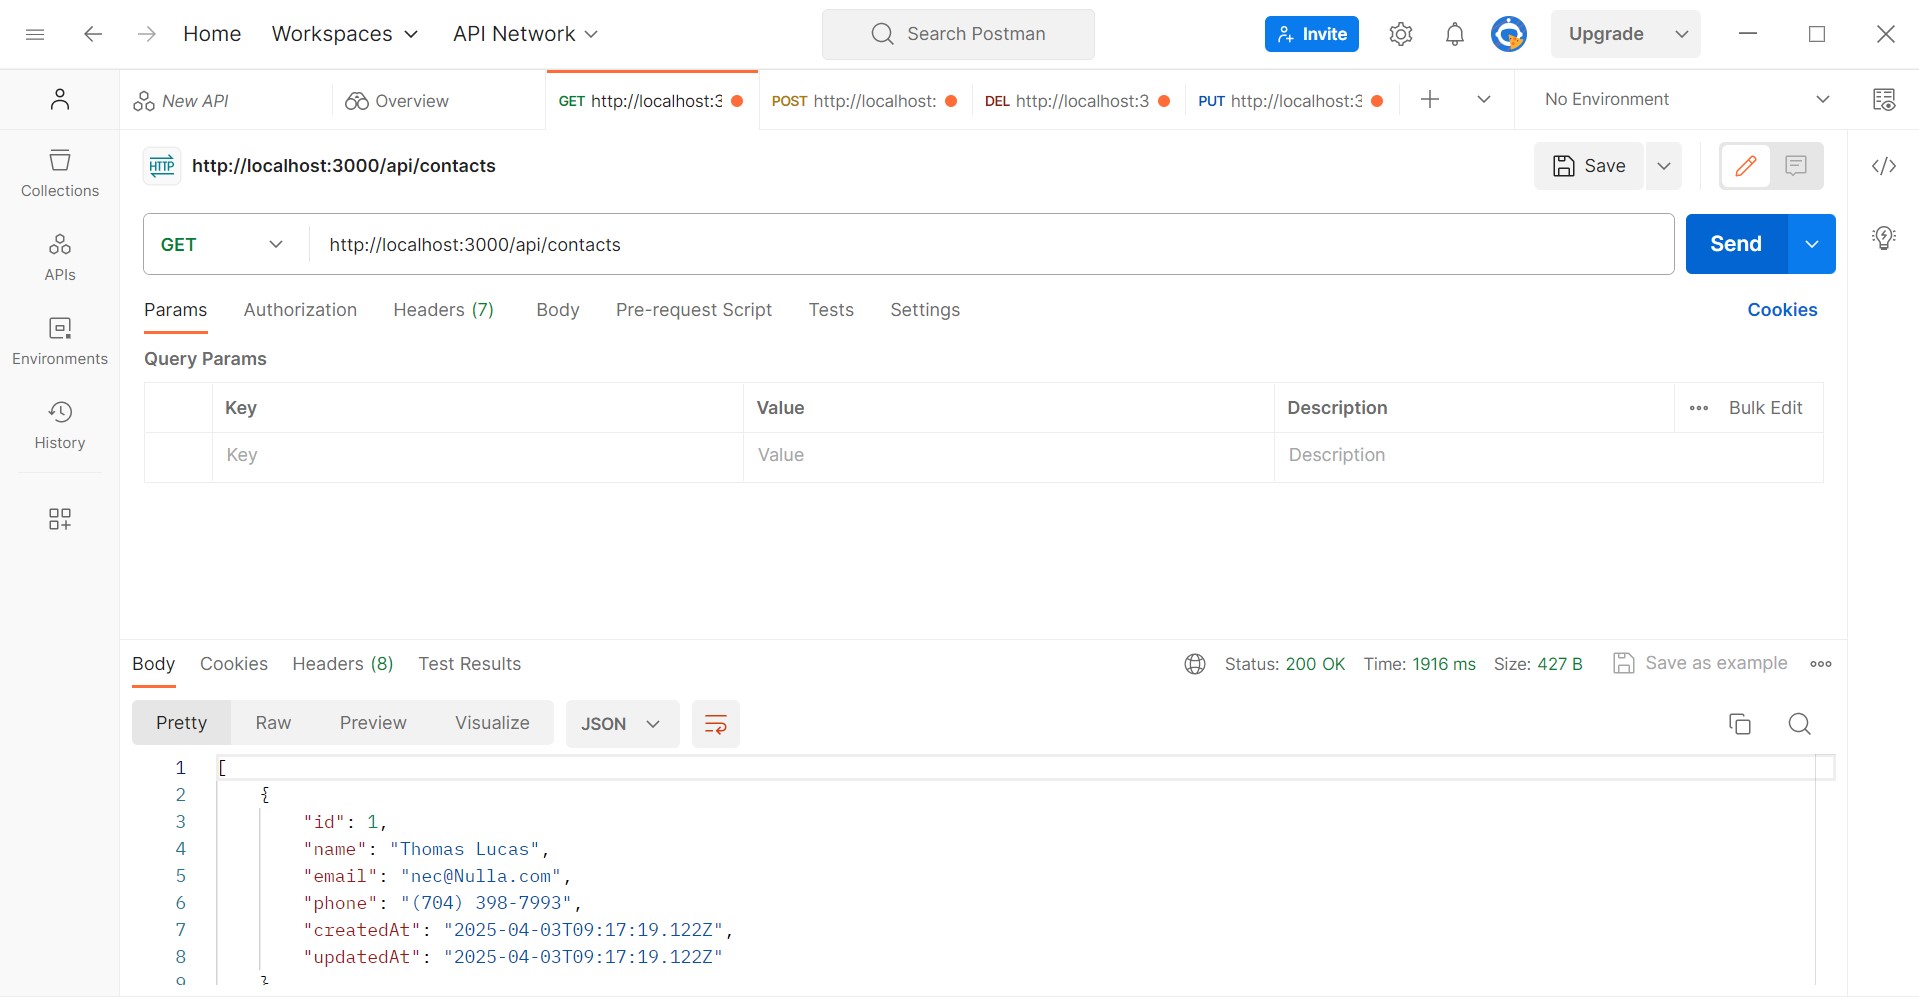 Home Workspaces API Network Search Postman Invite Upgrade
New API Overview GET http://localhost:3 POST http://localhost: DEL http://localhost:3 PUT http://localhost:3 No Environment
HTTP http://localhost:3000/api/contacts Save
Collections
APIs
Environments
History
GET http://localhost:3000/api/contacts Send
Params Authorization Headers (7) Body Pre-request Script Tests Settings Cookies
Query Params
Key Value Description Bulk Edit
Key Value Description
Body Cookies Headers (8) Test Results Status: 200 OK Time: 1916 ms Size: 427 B Save as example
Pretty Raw Preview Visualize JSON
1 [
2 {
3 "id": 1,
4 "name": "Thomas Lucas",
5 "email": "nec@Nulla.com",
6 "phone": "(704) 398-7993",
7 "createdAt": "2025-04-03T09:17:19.122Z",
8 "updatedAt": "2025-04-03T09:17:19.122Z"
9 }